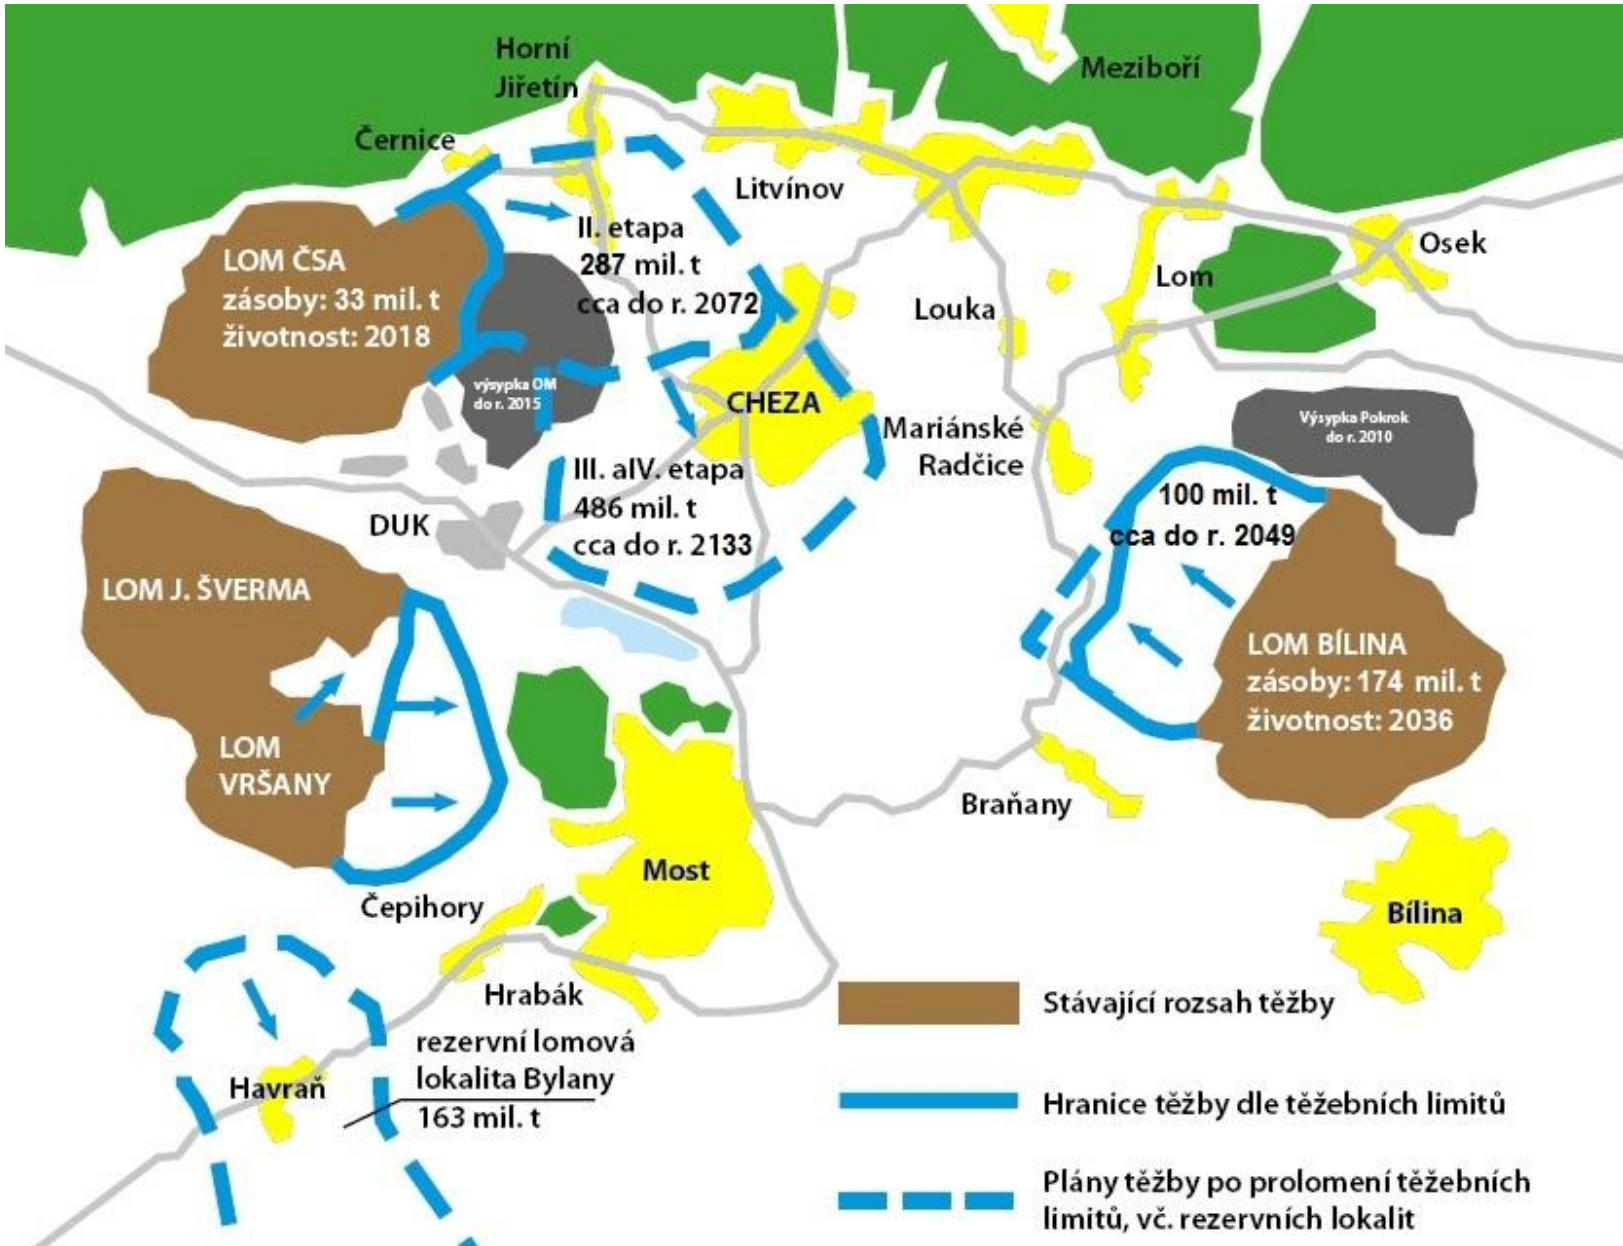 Horní
Jiřetín
Meziboří
Černice
Litvínov
II. etapa
287 mil. t
cca do r. 2072
LOM ČSA
zásoby: 33 mil. t
životnost: 2018
Osek
Lom
Louka
výsypka OM
do r. 2015
CHEZA
Mariánské
Radčice
Výsypka Pokrok
do r. 2010
III. aIV. etapa
486 mil. t
cca do r. 2133
100 mil. t
cca do r. 2049
DUK
LOM J. ŠVERMA
LOM BÍLINA
zásoby: 174 mil. t
životnost: 2036
LOM
VRŠANY
Braňany
Most
Čepihory
Bílina
Hrabák
rezervní lomová
lokalita Bylany
163 mil. t
Havraň
Stávající rozsah těžby
Hranice těžby dle těžebních limitů
Plány těžby po prolomení těžebních
limitů, vč. rezervních lokalit